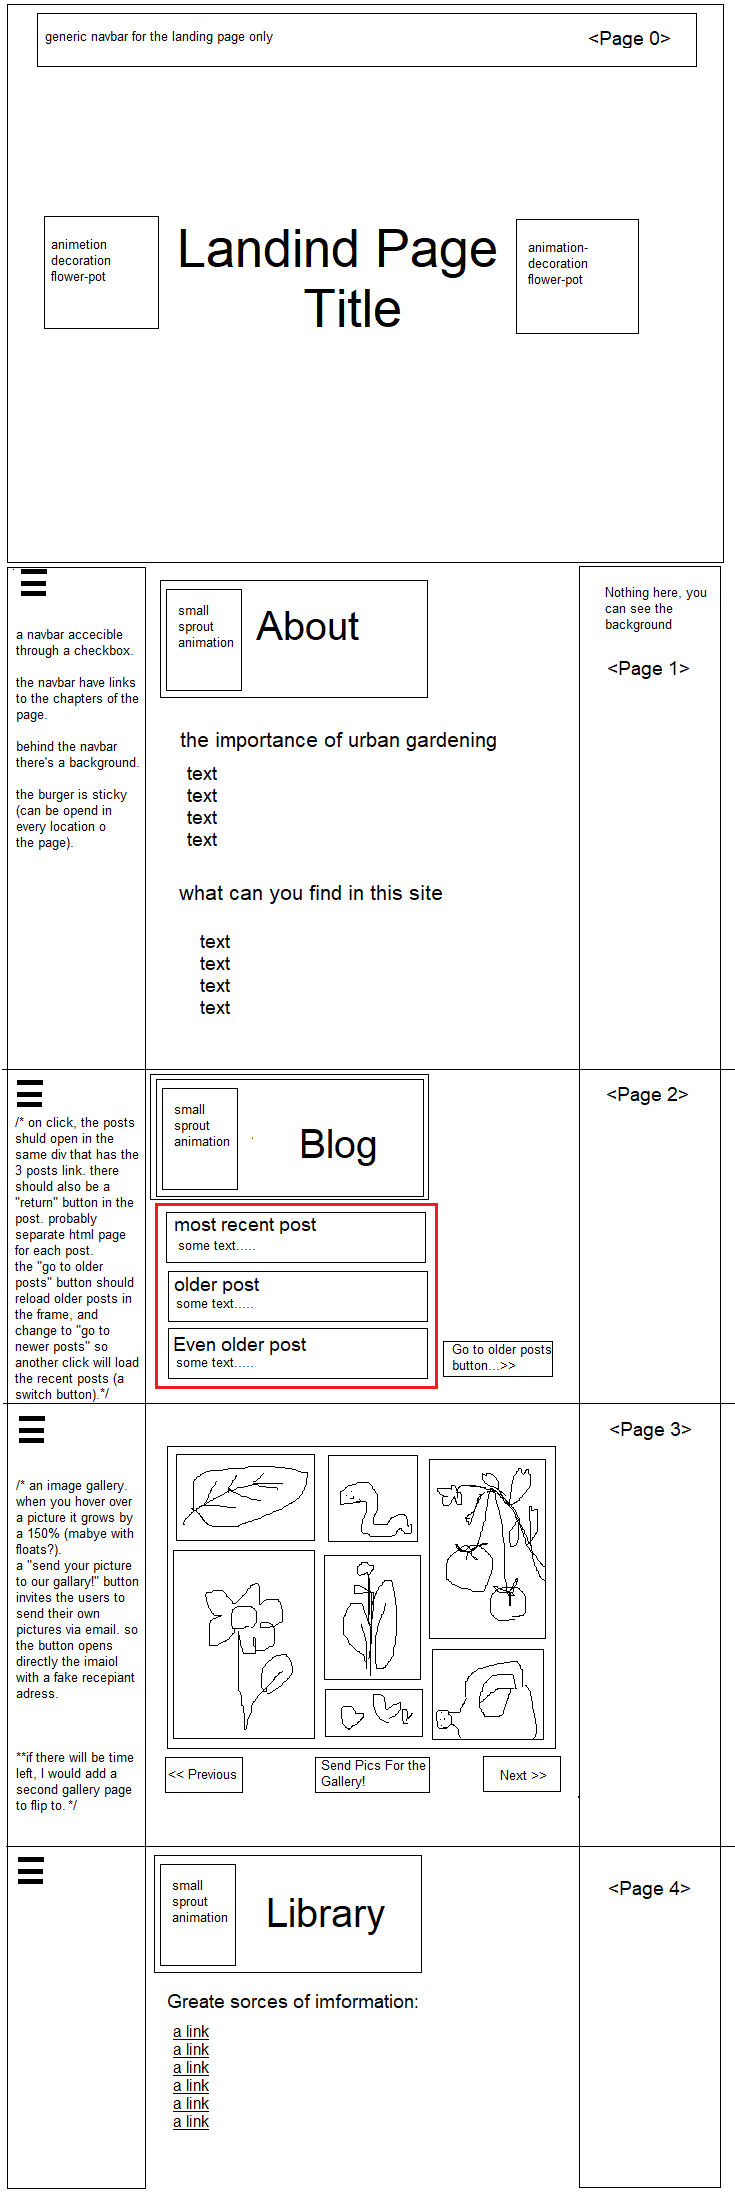 generic navbar for the landing page only
<Page 0>
animetion
decoration
flower-pot
Landind Page
Title
animation-
decoration
flower-pot
a navbar accecible
through a checkbox.
the navbar have links
to the chapters of the
page.
behind the navbar
there's a background.
the burger is sticky
(can be opend in
every location o
the page).
small
sprout
animation
About
the importance of urban gardening
text
text
text
text
what can you find in this site
text
text
text
text
Nothing here, you
can see the
background
<Page 1>
/* on click, the posts
shuld open in the
same div that has the
3 posts link. there
should also be a
"return" button in the
post. probably
separate html page
for each post.
the "go to older
posts" button should
reload older posts in
the frame, and
change to "go to
newer posts" so
another click will load
the recent posts (a
switch button).*/
small
sprout
animation
Blog
most recent post
some text.....
older post
some text.....
Even older post
some text.....
Go to older posts
button...>>
<Page 2>
/* an image gallery.
when you hover over
a picture it grows by
a 150% (mabye with
floats?).
a "send your picture
to our gallary!" button
invites the users to
send their own
pictures via email. so
the button opens
directly the imaiol
with a fake recepiant
adress.
**if there will be time
left, I would add a
second gallery page
to flip to. */
<< Previous
Send Pics For the
Gallery!
Next >>
<Page 3>
small
sprout
animation
Library
Greate sorces of imformation:
a link
a link
a link
a link
a link
a link
<Page 4>